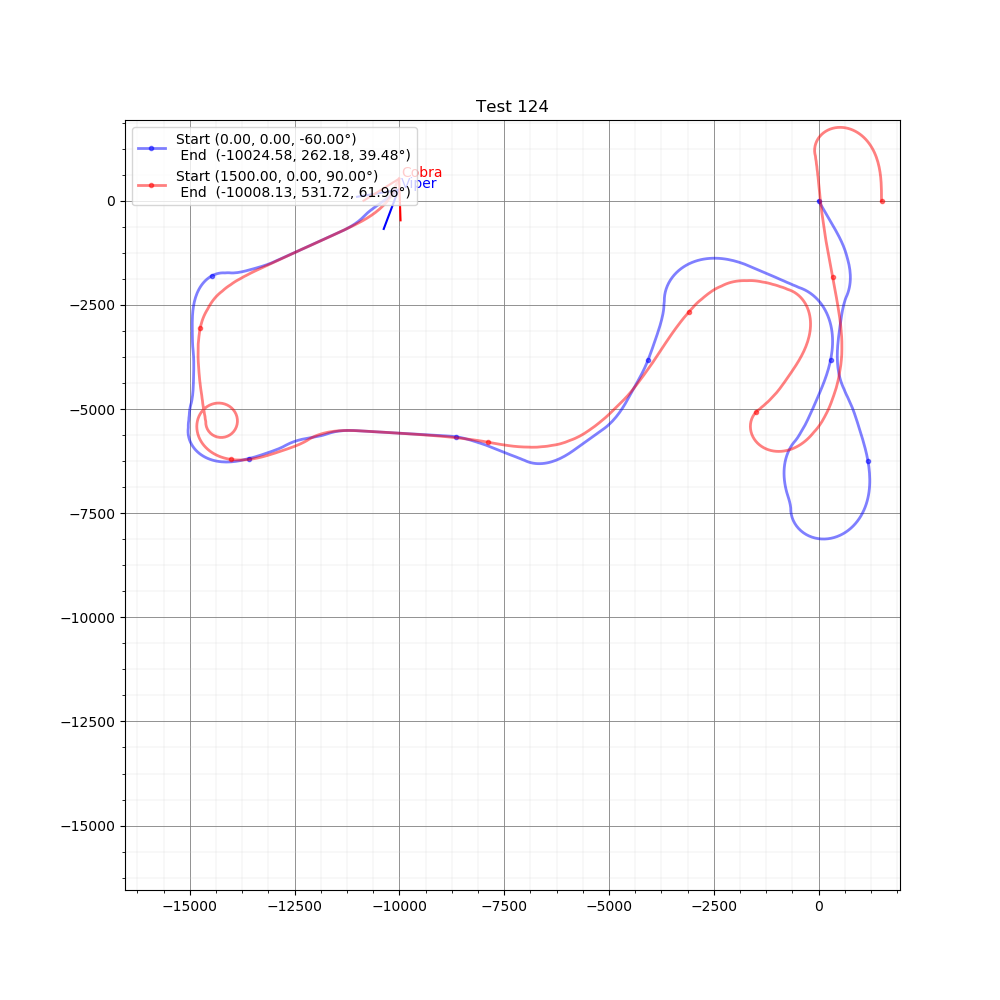 Test 124
Start (0.00, 0.00, -60.00°)
End  (-10024.58, 262.18, 39.48°)
Start (1500.00, 0.00, 90.00°)
End  (-10008.13, 531.72, 61.96°)
Cobra
Viper
0
−2500
−5000
−7500
−10000
−12500
−15000
−15000
−12500
−10000
−7500
−5000
−2500
0